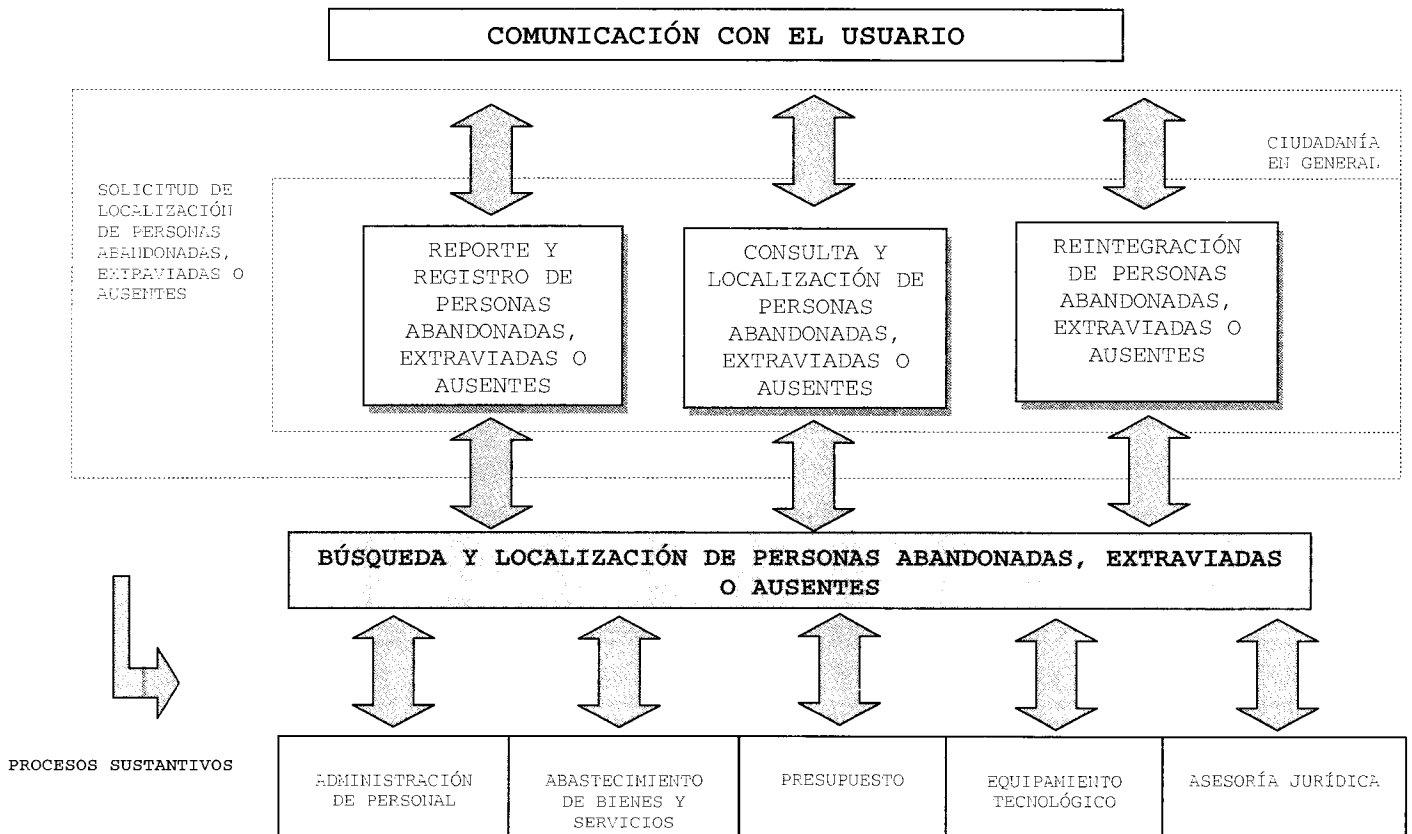 COMUNICACIÓN CON EL USUARIO
CIUDADANÍA
EN GENERAL
SOLICITUD DE
LOCALIZACIÓN
DE PERSONAS
ABANDONADAS,
EXTRAVIADAS O
AUSENTES
REPORTE Y
REGISTRO DE
PERSONAS
ABANDONADAS,
EXTRAVIADAS O
AUSENTES
CONSULTA Y
LOCALIZACIÓN DE
PERSONAS
ABANDONADAS,
EXTRAVIADAS O
AUSENTES
REINTEGRACIÓN
DE PERSONAS
ABANDONADAS,
EXTRAVIADAS O
AUSENTES
BÚSQUEDA Y LOCALIZACIÓN DE PERSONAS ABANDONADAS, EXTRAVIADAS
O AUSENTES
PROCESOS SUSTANTIVOS
ADMINISTRACIÓN
DE PERSONAL
ABASTECIMIENTO
DE BIENES Y
SERVICIOS
PRESUPUESTO
EQUIPAMIENTO
TECNOLÓGICO
ASESORÍA JURÍDICA